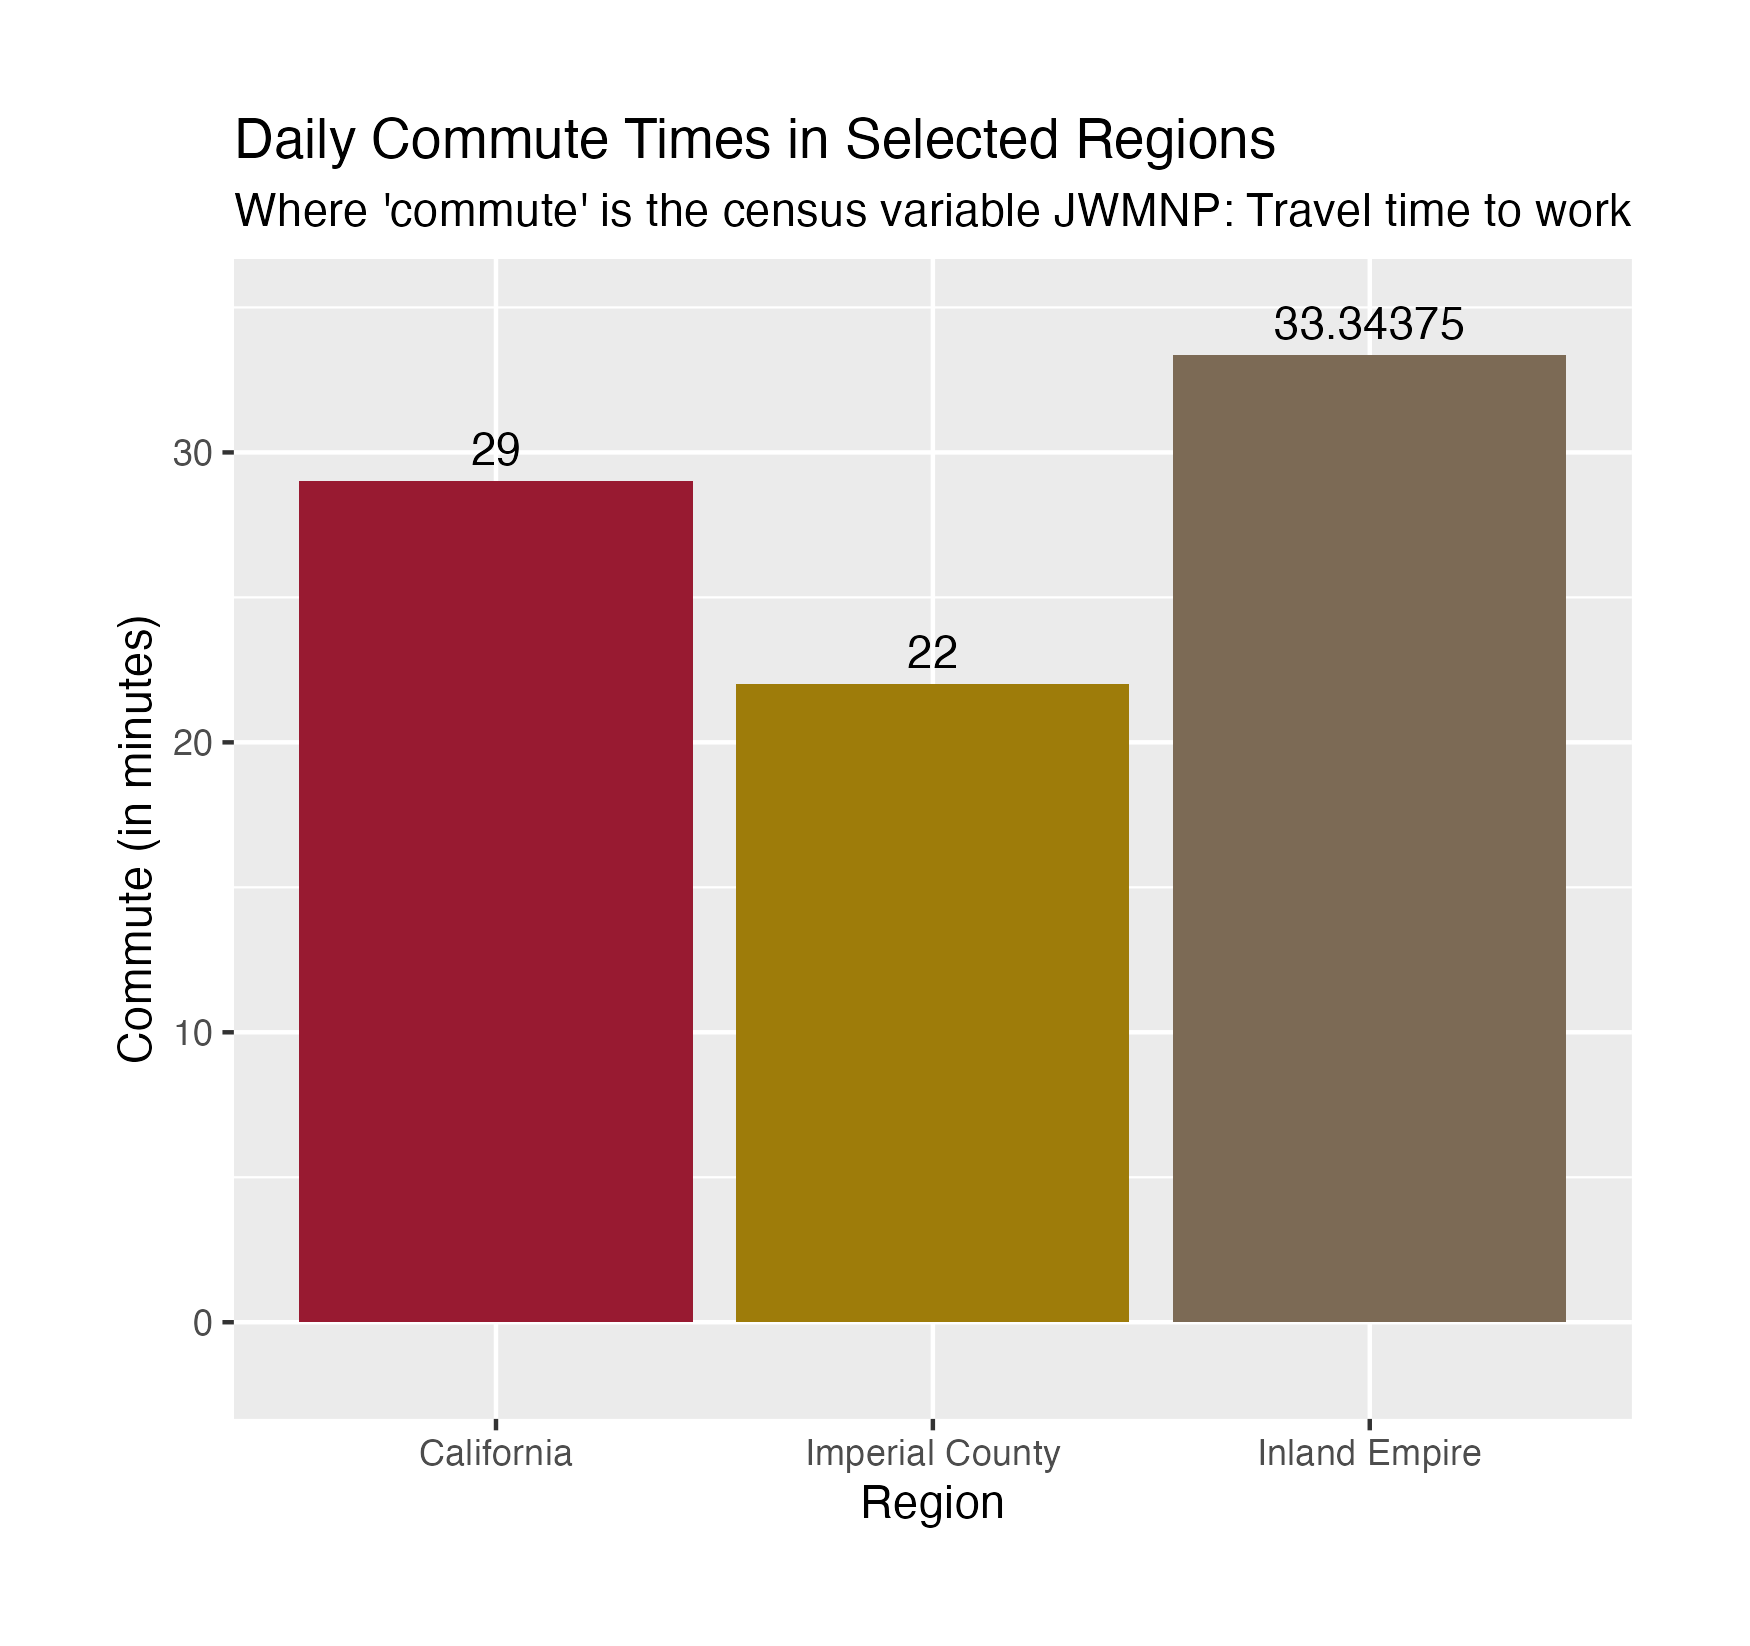 Daily Commute Times in Selected Regions
Where 'commute' is the census variable JWMNP: Travel time to work
33.34375
29
22
30
20
10
0
Commute (in minutes)
California
Imperial County
Inland Empire
Region